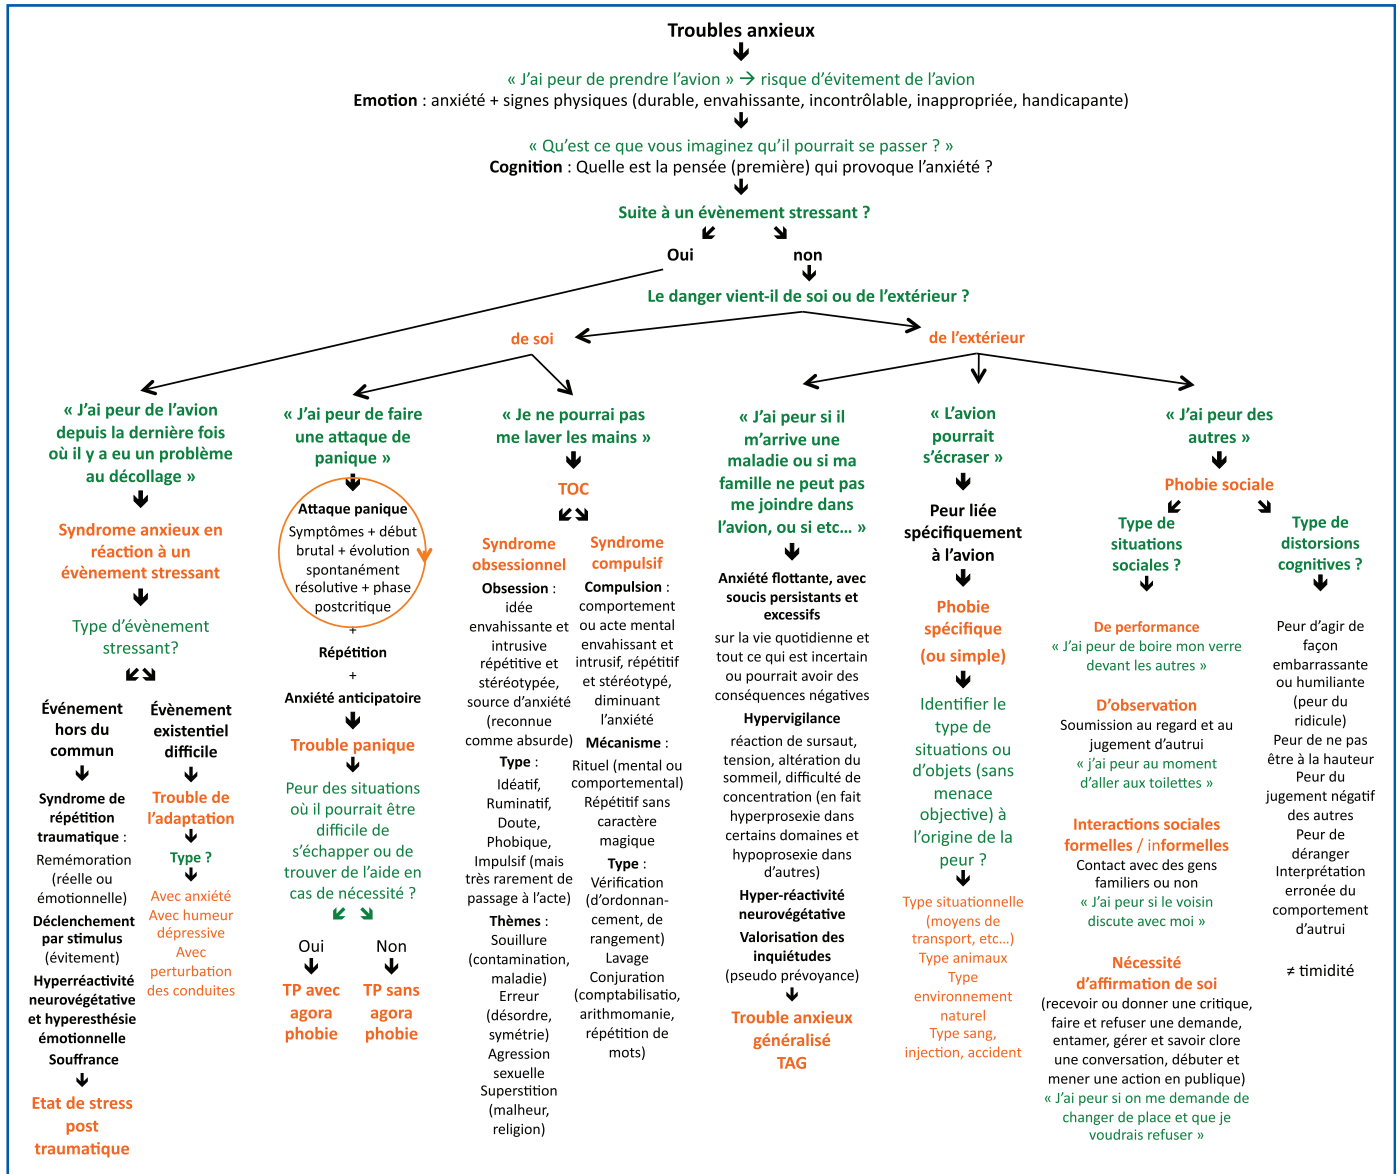 Troubles anxieux
« J'ai peur de prendre l'avion » → risque d'évitement de l'avion
Emotion : anxiété + signes physiques (durable, envahissante, incontrôlable, inappropriée, handicapante)
« Qu'est ce que vous imaginez qu'il pourrait se passer ? »
Cognition : Quelle est la pensée (première) qui provoque l'anxiété ?
Suite à un évènement stressant ?
Oui
non
Le danger vient-il de soi ou de l'extérieur ?
de soi
de l'extérieur
« J'ai peur de l'avion
depuis la dernière fois
où il y a eu un problème
au décollage »
Syndrome anxieux en
réaction à un
évènement stressant
Type d'évènement
stressant?
Événement
hors du
commun
Syndrome de
répétition
traumatique :
Remémoration
(réelle ou
émotionnelle)
Déclenchement
par stimulus
(évitement)
Hyperréactivité
neurovégétative
et hyperesthésie
émotionnelle
Souffrance
Etat de stress
post
traumatique
Évènement
existentiel
difficile
Trouble de
l'adaptation
Type ?
Avec anxiété
Avec humeur
dépressive
Avec
perturbation
des conduites
« J'ai peur de faire
une attaque de
panique »
Attaque panique
Symptômes + début
brutal + évolution
spontanément
résolutive + phase
postcritique
+
Répétition
+
Anxiété anticipatoire
Trouble panique
Peur des situations
où il pourrait être
difficile de
s'échapper ou de
trouver de l'aide en
cas de nécessité ?
Oui
TP avec
agora
phobie
Non
TP sans
agora
phobie
« Je ne pourrai pas
me laver les mains »
TOC
Syndrome
obsessionnel
Obsession :
idée
envahissante et
intrusive
répétitive et
stéréotypée,
source d'anxiété
(reconnue
comme absurde)
Type :
Idéatif,
Ruminatif,
Doute,
Phobique,
Impulsif (mais
très rarement de
passage à l'acte)
Thèmes :
Souillure
(contamination,
maladie)
Erreur
(désordre,
symétrie)
Agression
sexuelle
Superstition
(malheur,
religion)
Syndrome
compulsif
Compulsion :
comportement
ou acte mental
envahissant et
intrusif, répétitif
et stéréotypé,
diminuant
l'anxiété
Mécanisme :
Rituel (mental ou
comportemental)
Répétitif sans
caractère
magique
Type :
Vérification
(d'ordonnan-
cement, de
rangement)
Lavage
Conjuration
(comptabilisatio,
arithmomanie,
répétition de
mots)
« J'ai peur si il
m'arrive une
maladie ou si ma
famille ne peut pas
me joindre dans
l'avion, ou si etc... »
Anxiété flottante, avec
soucis persistants et
excessifs
sur la vie quotidienne et
tout ce qui est incertain
ou pourrait avoir des
conséquences négatives
Hypervigilance
réaction de sursaut,
tension, altération du
sommeil, difficulté de
concentration (en fait
hyperprosexie dans
certains domaines et
hypoprosexie dans
d'autres)
Hyper-réactivité
neurovégétative
Valorisation des
inquiétudes
(pseudo prévoyance)
Trouble anxieux
généralisé
TAG
« L'avion
pourrait
s'écraser »
Peur liée
spécifiquement
à l'avion
Phobie
spécifique
(ou simple)
Identifier le
type de
situations ou
d'objets (sans
menace
objective) à
l'origine de la
peur ?
Type situationnelle
(moyens de
transport, etc...)
Type animaux
Type
environnement
naturel
Type sang,
injection, accident
« J'ai peur des
autres »
Phobie sociale
Type de
situations
sociales ?
De performance
« J'ai peur de boire mon verre
devant les autres »
D'observation
Soumission au regard et au
jugement d'autrui
« j'ai peur au moment
d'aller aux toilettes »
Interactions sociales
formelles / informelles
Contact avec des gens
familiers ou non
« J'ai peur si le voisin
discute avec moi »
Nécessité
d'affirmation de soi
(recevoir ou donner une critique,
faire et refuser une demande,
entamer, gérer et savoir clore
une conversation, débuter et
mener une action en publique)
« J'ai peur si on me demande de
changer de place et que je
voudrais refuser »
Type de
distorsions
cognitives ?
Peur d'agir de
façon
embarrassante
ou humiliante
(peur du
ridicule)
Peur de ne pas
être à la hauteur
Peur du
jugement négatif
des autres
Peur de
déranger
Interprétation
erronée du
comportement
d'autrui
≠ timidité